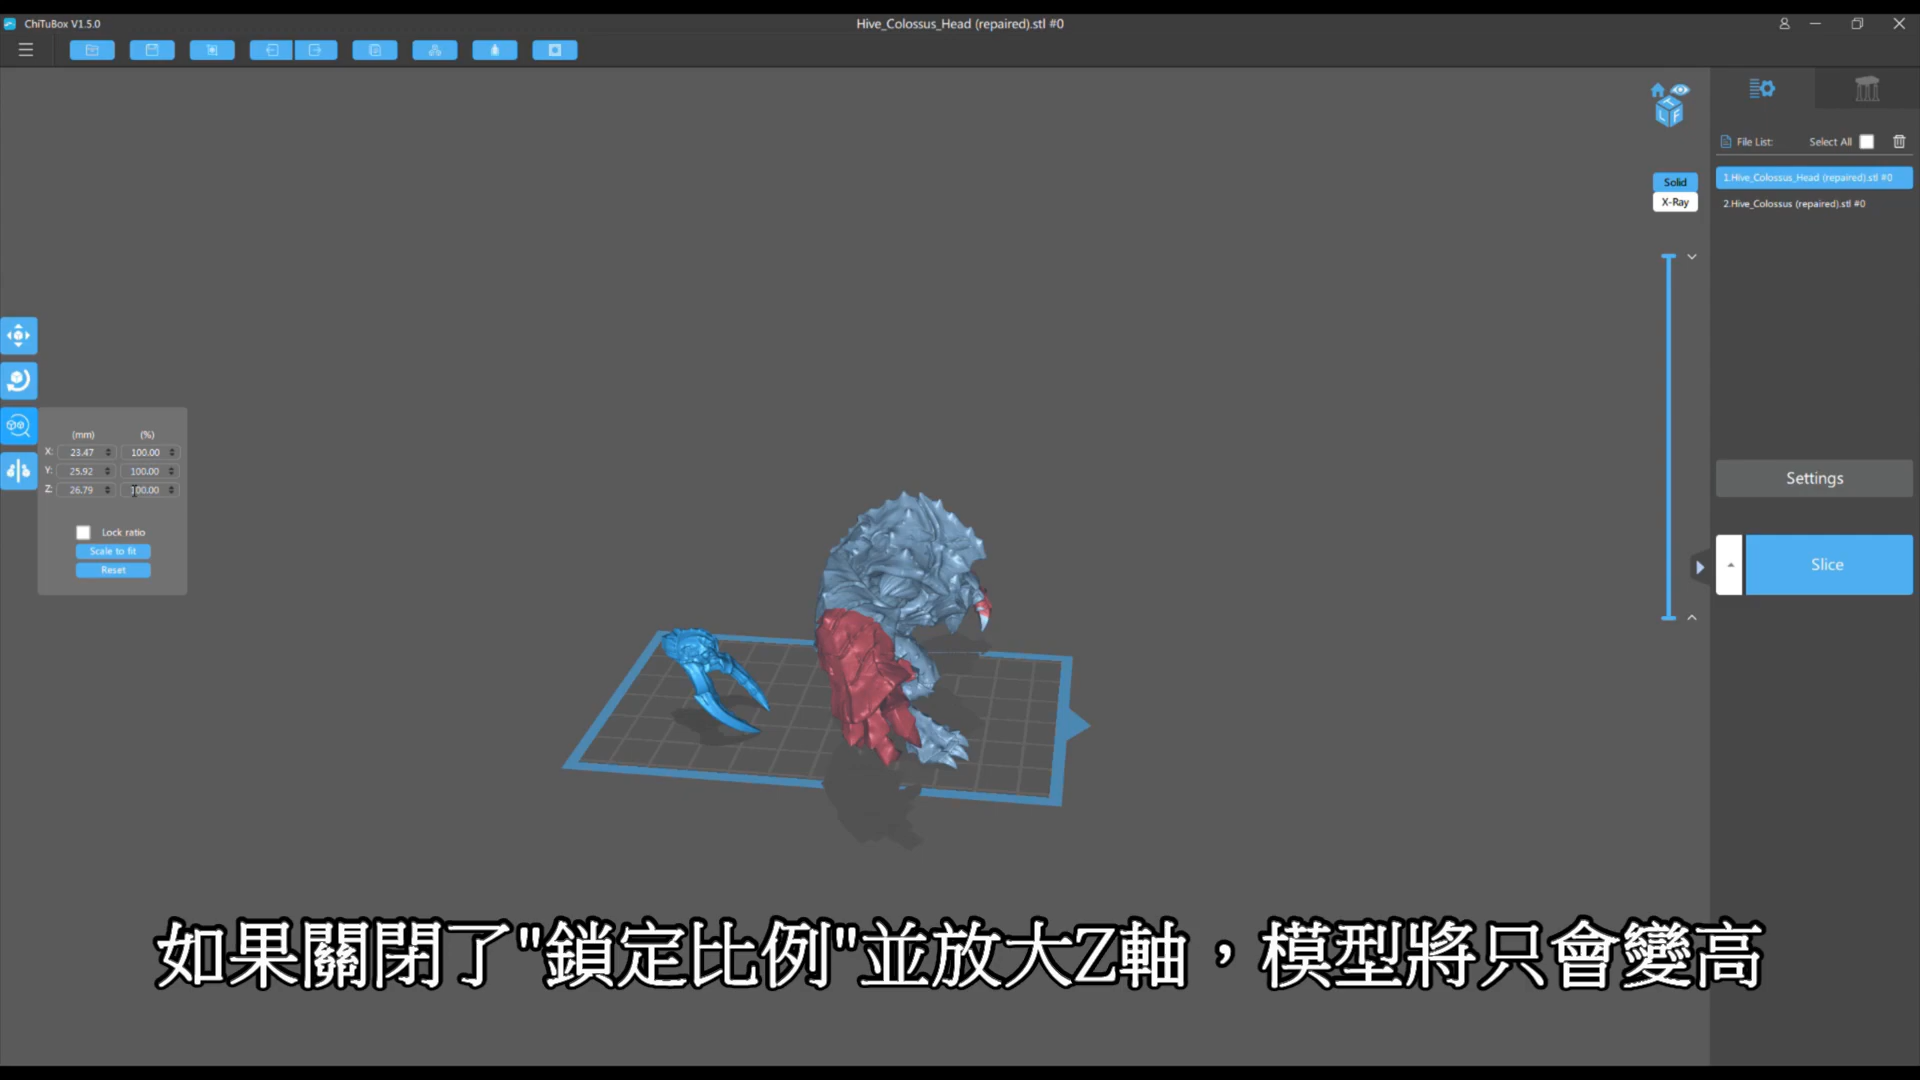 ChiTuBox V1.5.0
Hive_Colossus_Head (repaired).stl #0
File List:
Select All
1.Hive_Colossus_Head (repaired).stl #0
2.Hive_Colossus (repaired).stl #0
Solid
X-Ray
(mm) (%)
X: 23.47 100.00
Y: 25.92 100.00
Z: 26.79 100.00
Lock ratio
Scale to fit
Reset
Settings
Slice
如果關閉了"鎖定比例"並放大Z軸，模型將只會變高